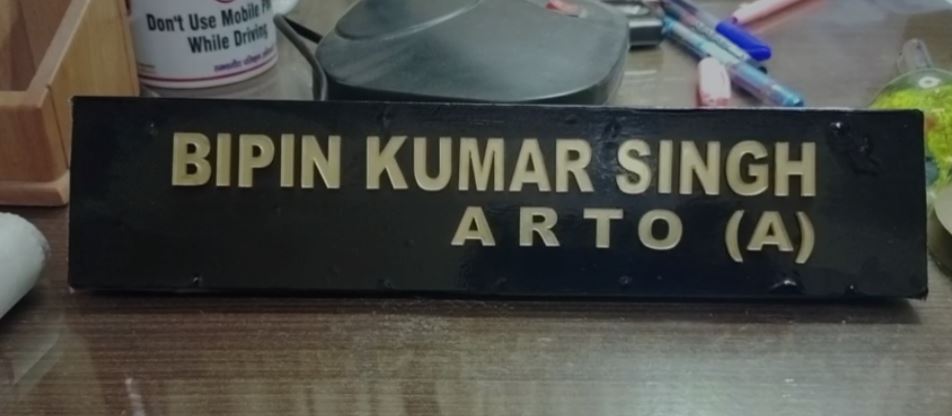 Don't Use Mobile
While Driving
BIPIN KUMAR SINGH
ARTO (A)